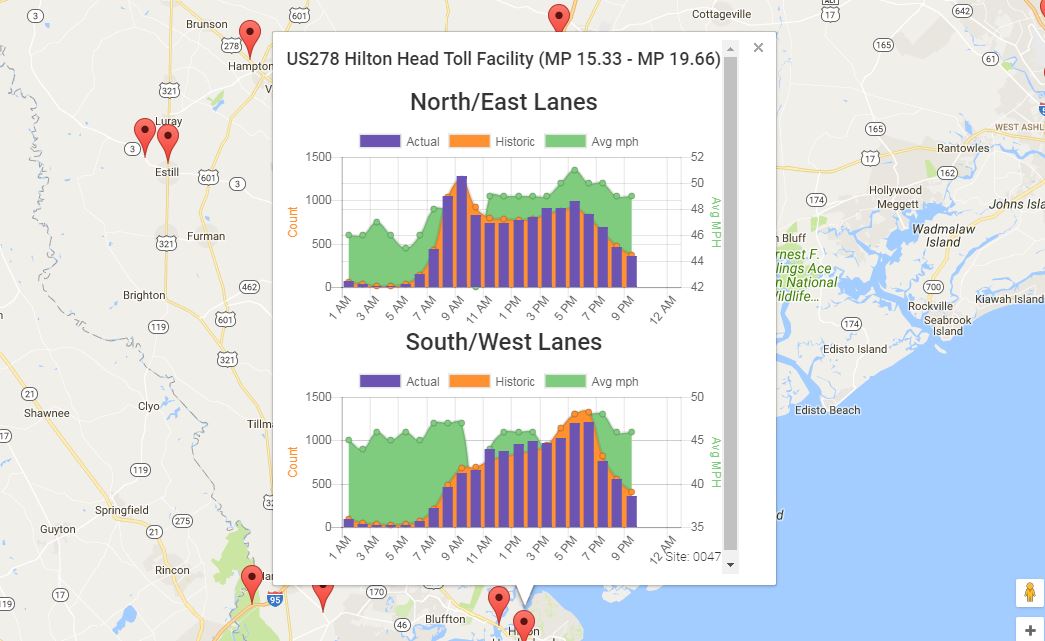 3
601
Brunson
278
Hampton
321
Luray
3
Estill
601
3
Furman
321
462
Brighton
601
119
321
21
Clyo
Shawnee
17
119
Springfield
275
Guyton
21
Rincon
17
119
95
170
46
Bluffton
Cottageville
17
642
165
61
WEST ASHL
165
17
Rantowles
162
174
Hollywood
Meggett
Johns Isla
Wadmalaw
Island
n Bluff
rnest F.
lings Ace
n National
ildlife...
700
Kiawah Island
Rockville
Seabrook
Island
174
Edisto Island
Edisto Beach
US278 Hilton Head Toll Facility (MP 15.33 - MP 19.66)
×
North/East Lanes
Actual Historic Avg mph
1500 52
50
1000 48
46
500 44
0 42
Count
Avg MPH
1 AM 3 AM 5 AM 7 AM 9 AM 11 AM 1 PM 3 PM 5 PM 7 PM 9 PM 12 AM
South/West Lanes
Actual Historic Avg mph
1500 50
1000 45
500 40
0 35
Count
Avg MPH
1 AM 3 AM 5 AM 7 AM 9 AM 11 AM 1 PM 3 PM 5 PM 7 PM 9 PM 12 AM
Site: 0047
+